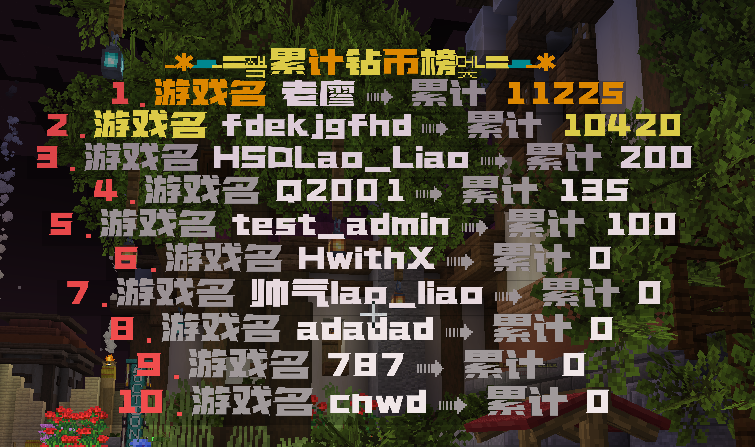 累计钻币榜
1.游戏名 老廖 ➠ 累计 11225
2.游戏名 fdekjgfhd ➠ 累计 10420
3.游戏名 HSDLao_Liao ➠ 累计 200
4.游戏名 Q2001 ➠ 累计 135
5.游戏名 test_admin ➠ 累计 100
6.游戏名 HwithX ➠ 累计 0
7.游戏名 帅气lao_liao ➠ 累计 0
8.游戏名 adadad ➠ 累计 0
9.游戏名 787 ➠ 累计 0
10.游戏名 chwd ➠ 累计 0